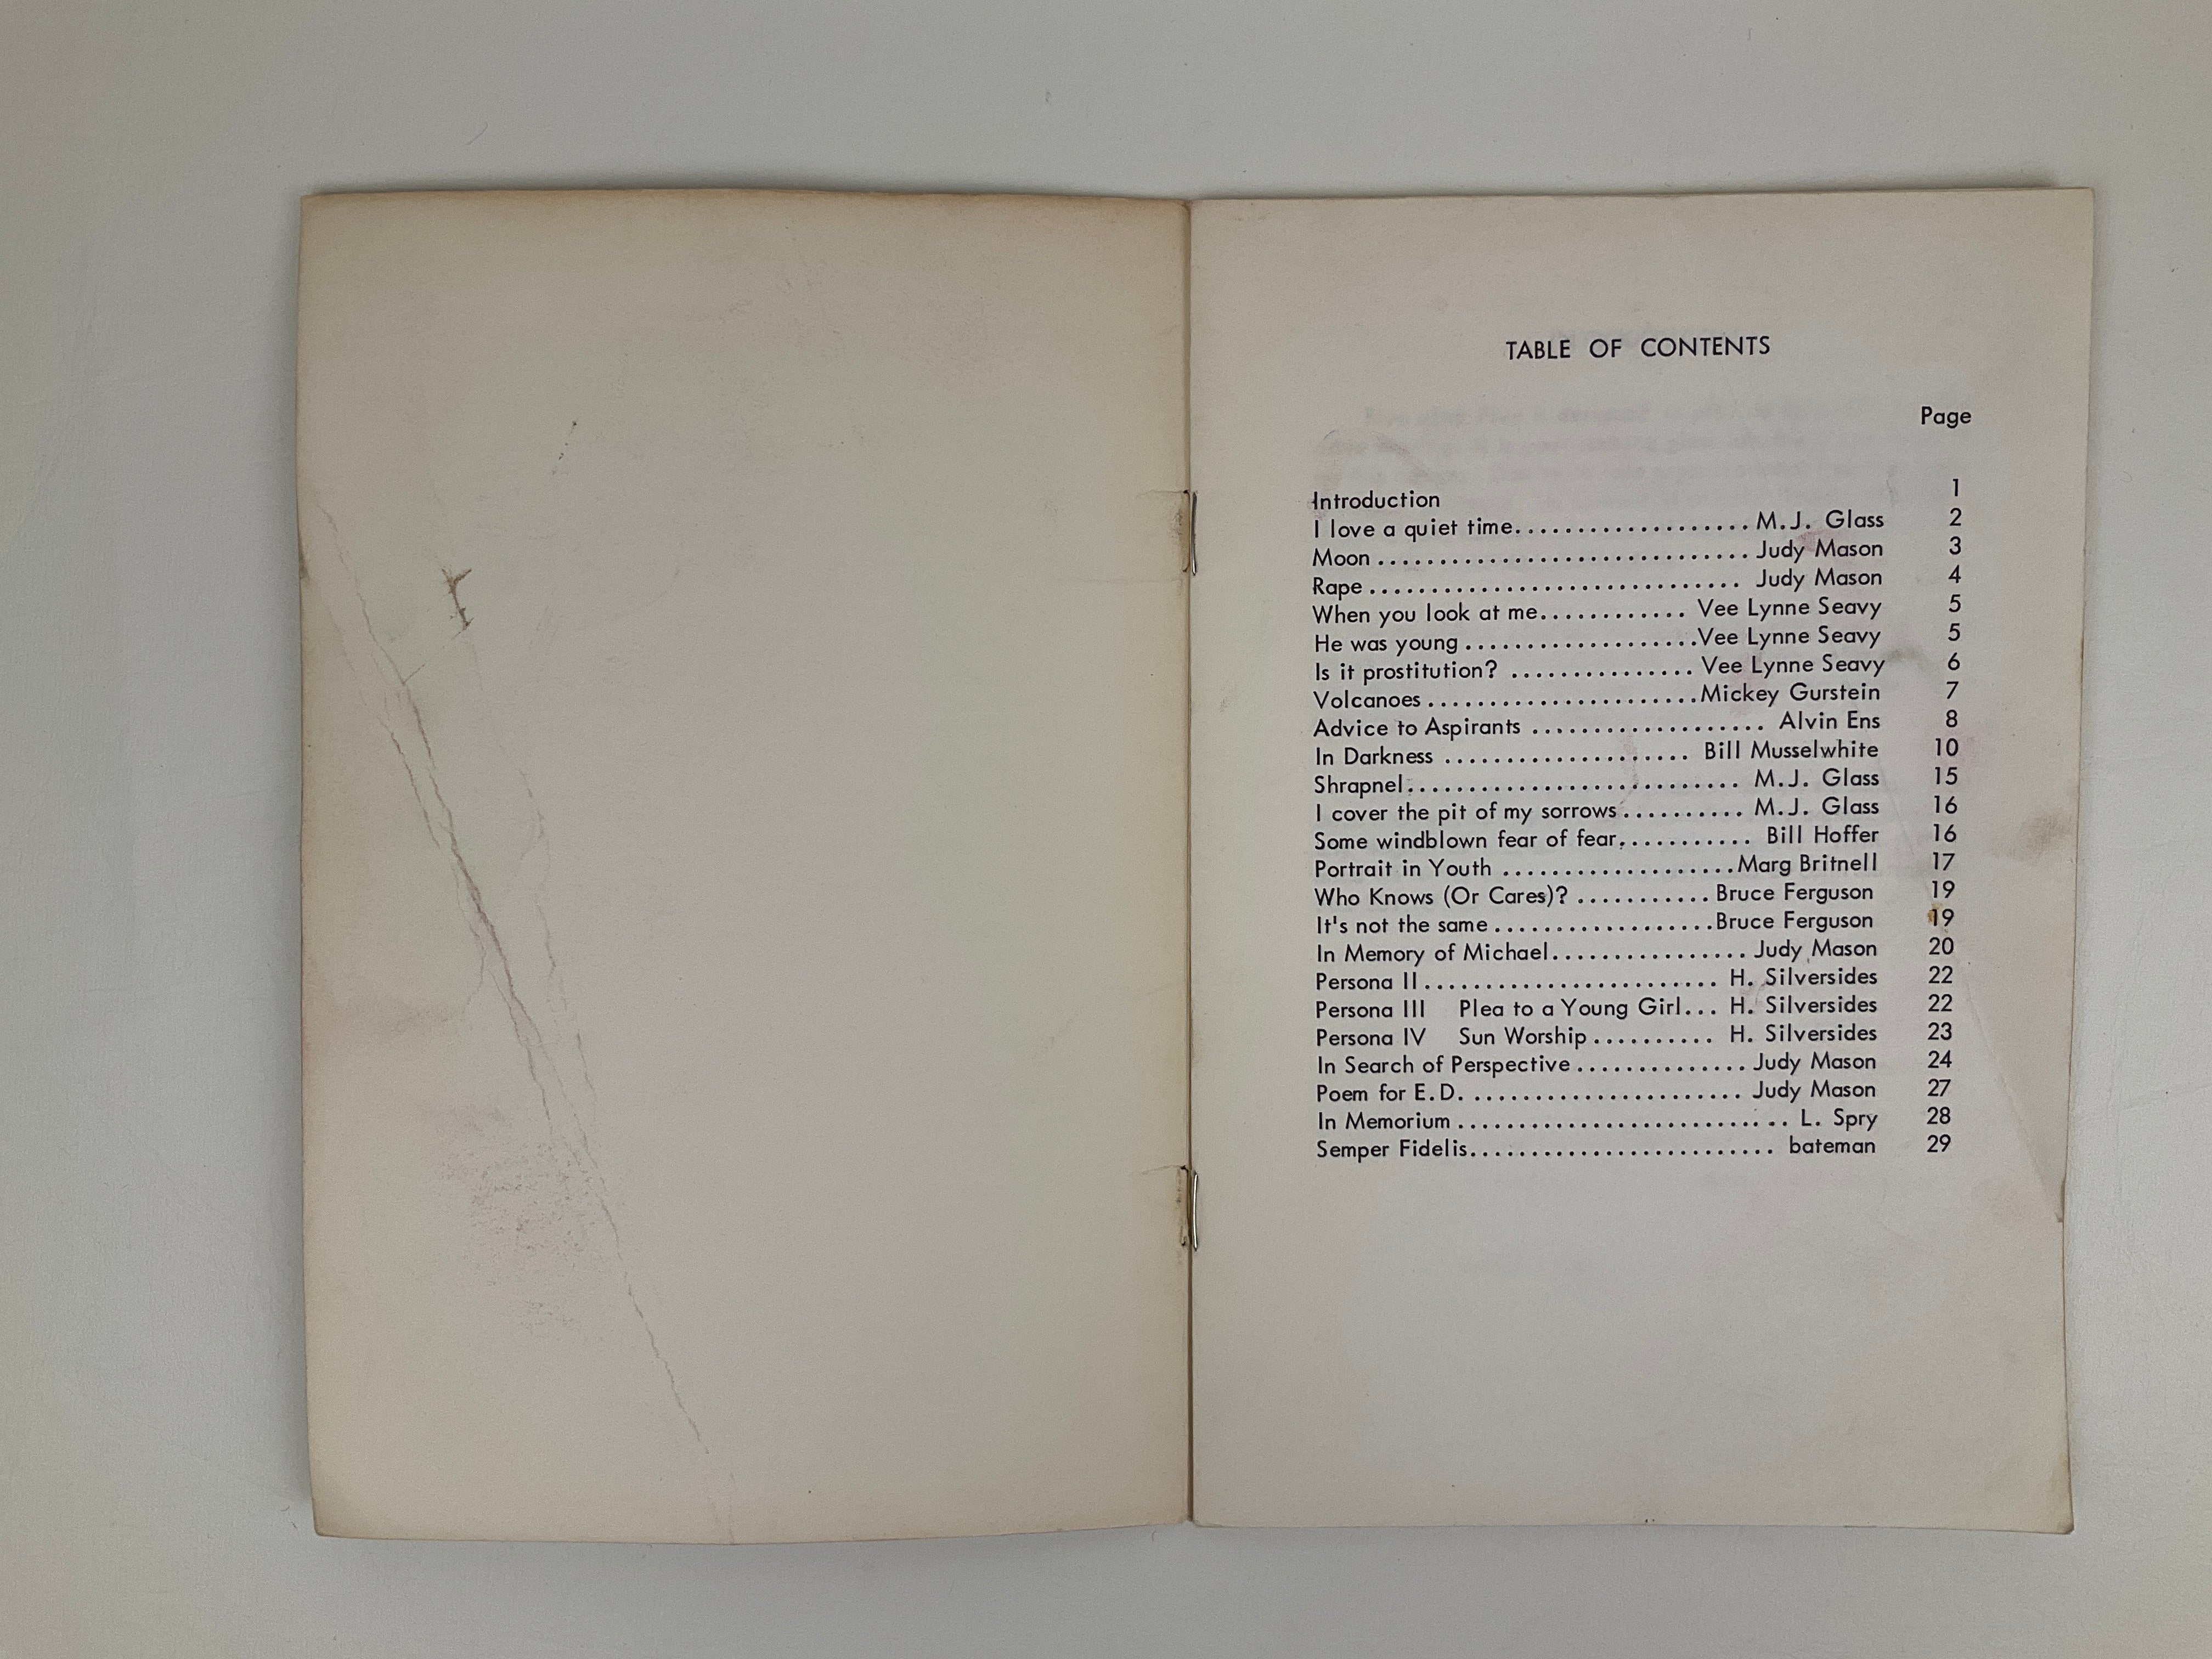 TABLE OF CONTENTS
Page
Introduction 1
I love a quiet time.................... M.J. Glass 2
Moon ............................... Judy Mason 3
Rape ............................... Judy Mason 4
When you look at me............ Vee Lynne Seavy 5
He was young ...................Vee Lynne Seavy 5
Is it prostitution? ............... Vee Lynne Seavy 6
Volcanoes ......................Mickey Gurstein 7
Advice to Aspirants ................... Alvin Ens 8
In Darkness .................... Bill Musselwhite 10
Shrapnel............................ M.J. Glass 15
I cover the pit of my sorrows .......... M.J. Glass 16
Some windblown fear of fear........... Bill Hoffer 16
Portrait in Youth ...................Marg Britnell 17
Who Knows (Or Cares)? ........... Bruce Ferguson 19
It's not the same ..................Bruce Ferguson 19
In Memory of Michael................ Judy Mason 20
Persona II ........................ H. Silversides 22
Persona III Plea to a Young Girl... H. Silversides 22
Persona IV Sun Worship .......... H. Silversides 23
In Search of Perspective .............. Judy Mason 24
Poem for E.D. ...................... Judy Mason 27
In Memorium ........................... L. Spry 28
Semper Fidelis......................... bateman 29